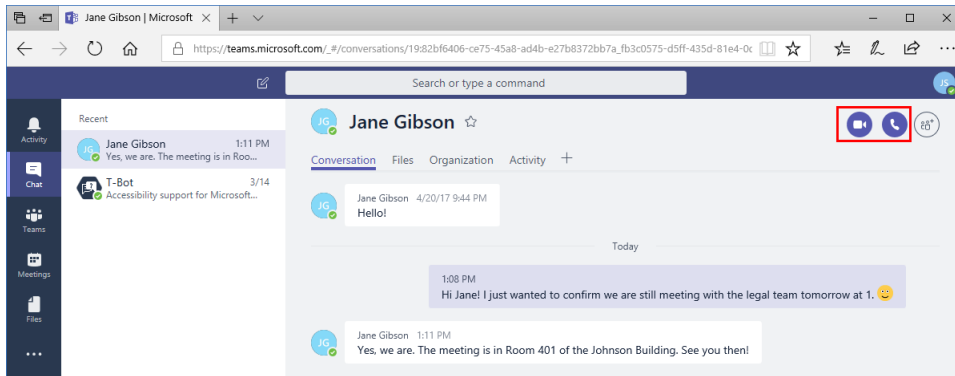 Jane Gibson | Microsoft
https://teams.microsoft.com/_#/conversations/19:82bf6406-ce75-45a8-ad4b-e27b8372bb7a_fb3c0575-d5ff-435d-81e4-0c
Search or type a command
JS
Activity
Chat
Teams
Meetings
Files
Recent
JG
Jane Gibson 1:11 PM
Yes, we are. The meeting is in Roo...
T-Bot 3/14
Accessibility support for Microsoft...
JG
Jane Gibson
Conversation Files Organization Activity
JG
Jane Gibson 4/20/17 9:44 PM
Hello!
Today
1:08 PM
Hi Jane! I just wanted to confirm we are still meeting with the legal team tomorrow at 1.
JG
Jane Gibson 1:11 PM
Yes, we are. The meeting is in Room 401 of the Johnson Building. See you then!